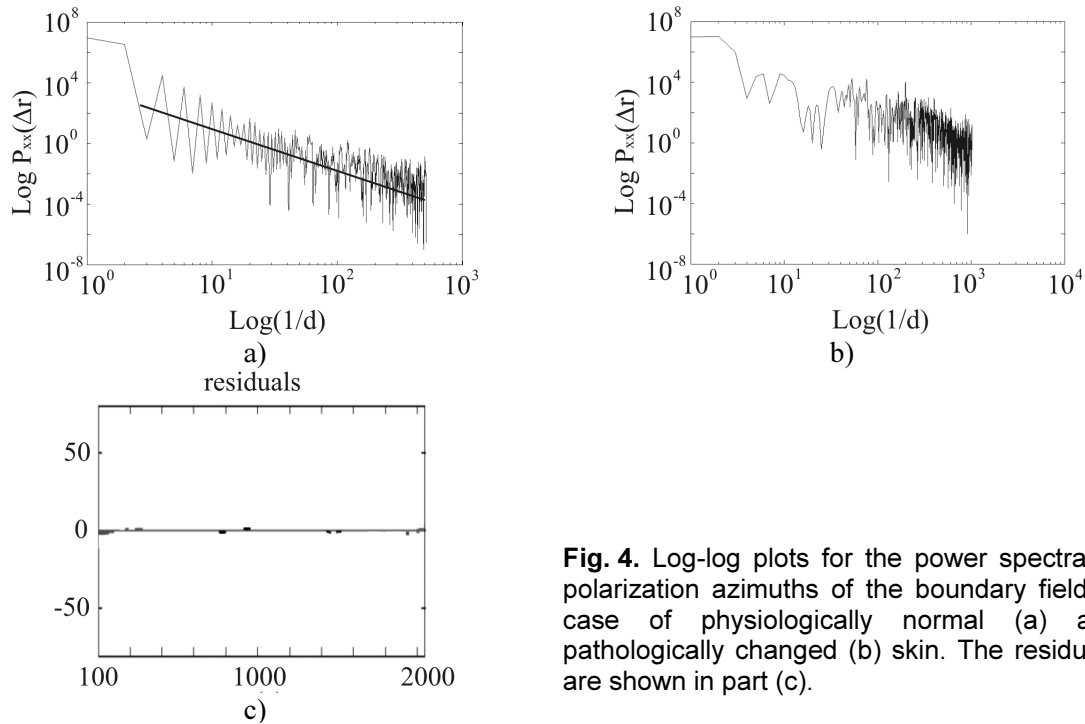 10^8
10^4
10^0
10^-4
10^-8
Log P_xx(Δr)
10^0 10^1 10^2 10^3
Log(1/d)
a)
10^8
10^4
10^0
10^-4
10^-8
Log P_xx(Δr)
10^0 10^1 10^2 10^3 10^4
Log(1/d)
b)
residuals
50
0
-50
100 1000 2000
c)
Fig. 4. Log-log plots for the power spectra
polarization azimuths of the boundary field
case of physiologically normal (a) a
pathologically changed (b) skin. The residu
are shown in part (c).